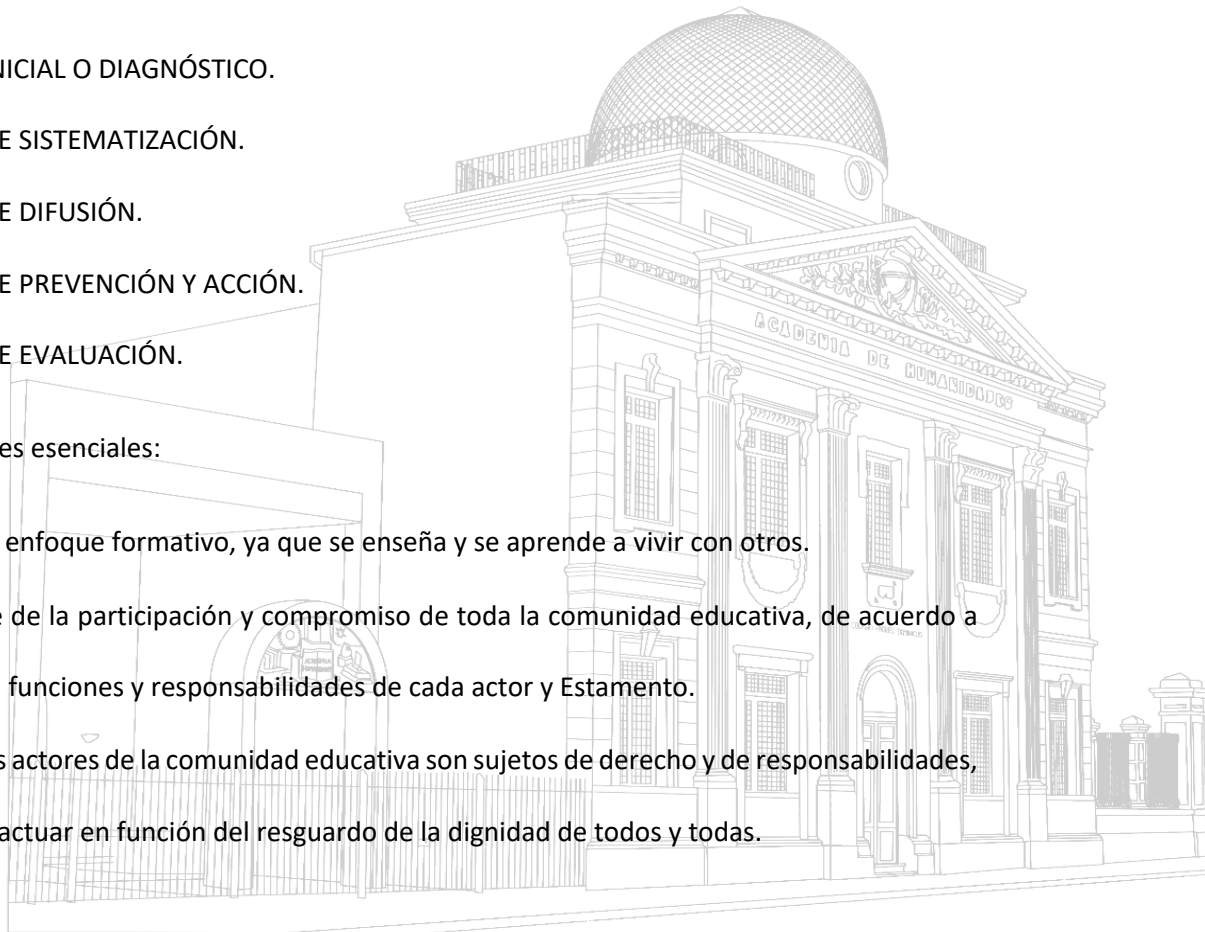 NICIAL O DIAGNÓSTICO.
E SISTEMATIZACIÓN.
E DIFUSIÓN.
E PREVENCIÓN Y ACCIÓN.
E EVALUACIÓN.
ACADEMIA DE HUMANIDADES
es esenciales:
enfoque formativo, ya que se enseña y se aprende a vivir con otros.
e de la participación y compromiso de toda la comunidad educativa, de acuerdo a
funciones y responsabilidades de cada actor y Estamento.
s actores de la comunidad educativa son sujetos de derecho y de responsabilidades,
actuar en función del resguardo de la dignidad de todos y todas.